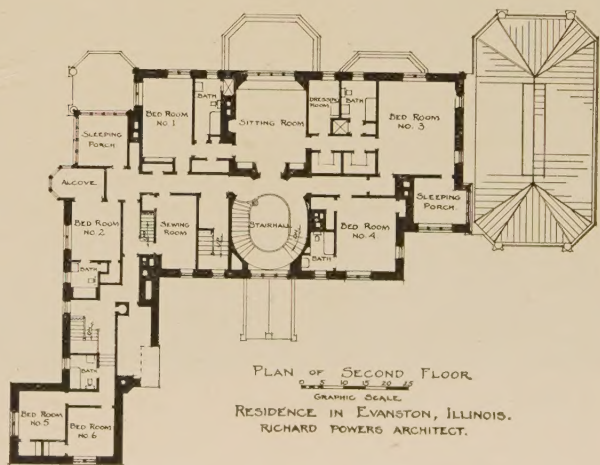 BED ROOM
NO. 1
BATH
SITTING ROOM
DRESSING
ROOM
BATH
BED ROOM
NO. 3
SLEEPING
PORCH
ALCOVE
BED ROOM
NO. 2
SEWING
ROOM
STAIRHALL
BED ROOM
NO. 4
SLEEPING
PORCH
BATH
BATH
BATH
BED ROOM
NO. 5
BED ROOM
NO. 6
PLAN OF SECOND FLOOR
0 5 10 15 20 25
GRAPHIC SCALE
RESIDENCE IN EVANSTON, ILLINOIS.
RICHARD POWERS ARCHITECT.